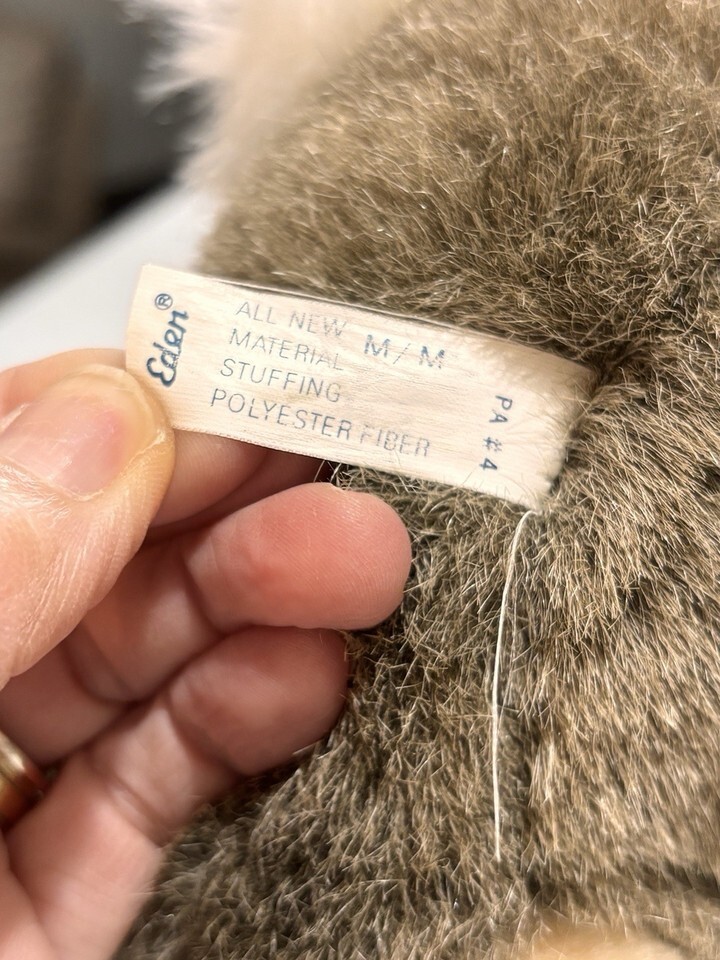 Eden®
ALL NEW
MATERIAL M/M
STUFFING
POLYESTER FIBER
PA #4